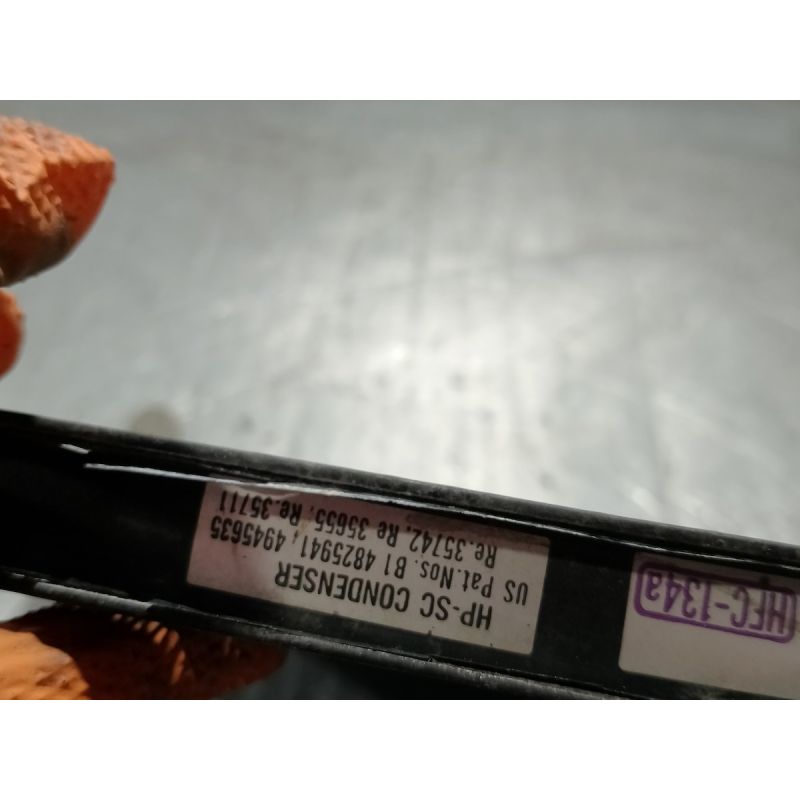 HP-SC CONDENSER
US Pat.Nos. B1 4825941, 4945635
Re.35742, Re 35655, Re.35711
HFC-134a